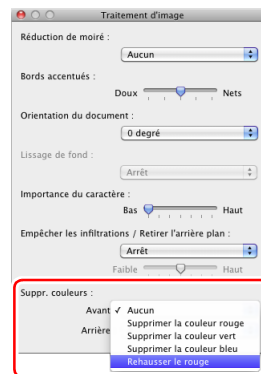 Traitement d'image
Réduction de moiré :
Aucun
Bords accentués :
Doux Nets
Orientation du document :
0 degré
Lissage de fond :
Arrêt
Importance du caractère :
Bas Haut
Empêcher les infiltrations / Retirer l'arrière plan :
Arrêt
Faible Haut
Suppr. couleurs :
Avant ✓ Aucun
Supprimer la couleur rouge
Arrière Supprimer la couleur vert
Supprimer la couleur bleu
Rehausser le rouge